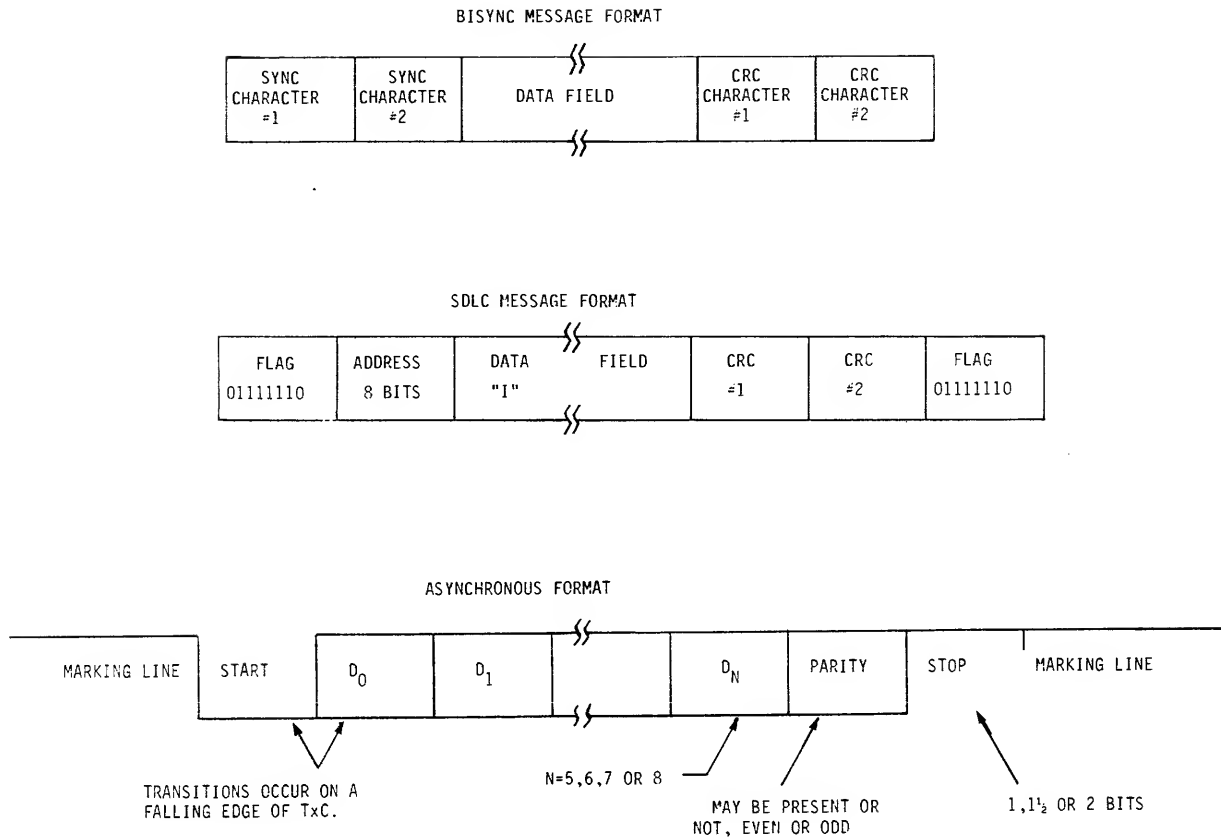 BISYNC MESSAGE FORMAT
SYNC CHARACTER #1
SYNC CHARACTER #2
DATA FIELD
CRC CHARACTER #1
CRC CHARACTER #2
SDLC MESSAGE FORMAT
FLAG 01111110
ADDRESS 8 BITS
DATA "I"
FIELD
CRC #1
CRC #2
FLAG 01111110
ASYNCHRONOUS FORMAT
MARKING LINE
START
D0
D1
DN
PARITY
STOP
MARKING LINE
TRANSITIONS OCCUR ON A
FALLING EDGE OF TxC.
N=5,6,7 OR 8
MAY BE PRESENT OR
NOT, EVEN OR ODD
1,1½ OR 2 BITS